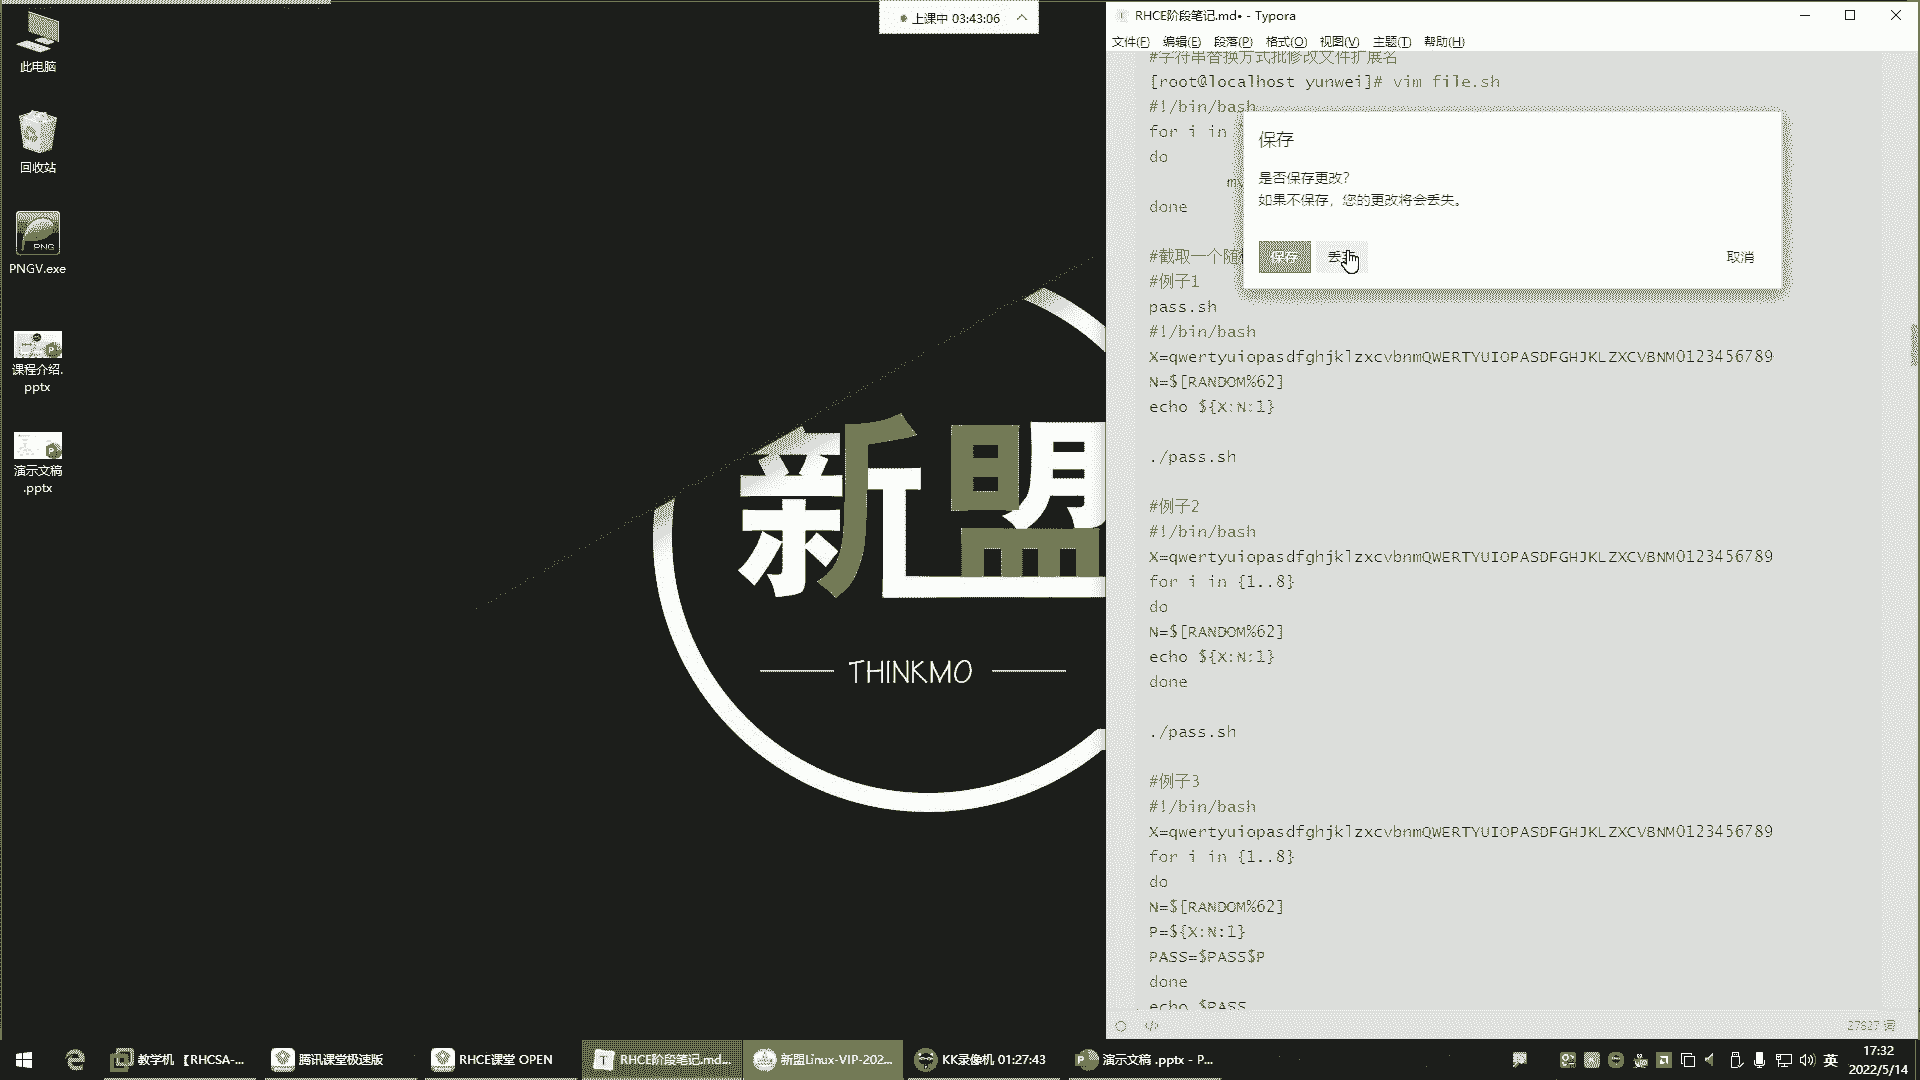 上课中 03:43:06
RHCE阶段笔记.md• - Typora
文件(F) 编辑(E) 段落(P) 格式(O) 视图(V) 主题(T) 帮助(H)
此电脑
回收站
PNG
PNGV.exe
课程介绍.
pptx
演示文稿
.pptx
新盟
THINKMO
#字符串替换方式批修改文件扩展名
[root@localhost yunwei]# vim file.sh
#!/bin/bash
for i in
do
done
保存
是否保存更改?
如果不保存，您的更改将会丢失。
保存
取消
#截取一个随
#例子1
pass.sh
#!/bin/bash
X=qwertyuiopasdfghjklzxcvbnmQWERTYUIOPASDFGHJKLZXCVBNM0123456789
N=$[RANDOM%62]
echo ${X:N:1}
./pass.sh
#例子2
#!/bin/bash
X=qwertyuiopasdfghjklzxcvbnmQWERTYUIOPASDFGHJKLZXCVBNM0123456789
for i in {1..8}
do
N=$[RANDOM%62]
echo ${X:N:1}
done
./pass.sh
#例子3
#!/bin/bash
X=qwertyuiopasdfghjklzxcvbnmQWERTYUIOPASDFGHJKLZXCVBNM0123456789
for i in {1..8}
do
N=$[RANDOM%62]
P=${X:N:1}
PASS=$PASS$P
done
echo $PASS
27827 词
教学机 【RHCSA-...
腾讯课堂极速版
RHCE课堂 OPEN
RHCE阶段笔记.md...
新盟Linux-VIP-202...
KK录像机 01:27:43
演示文稿 .pptx - P...
英
17:32
2022/5/14